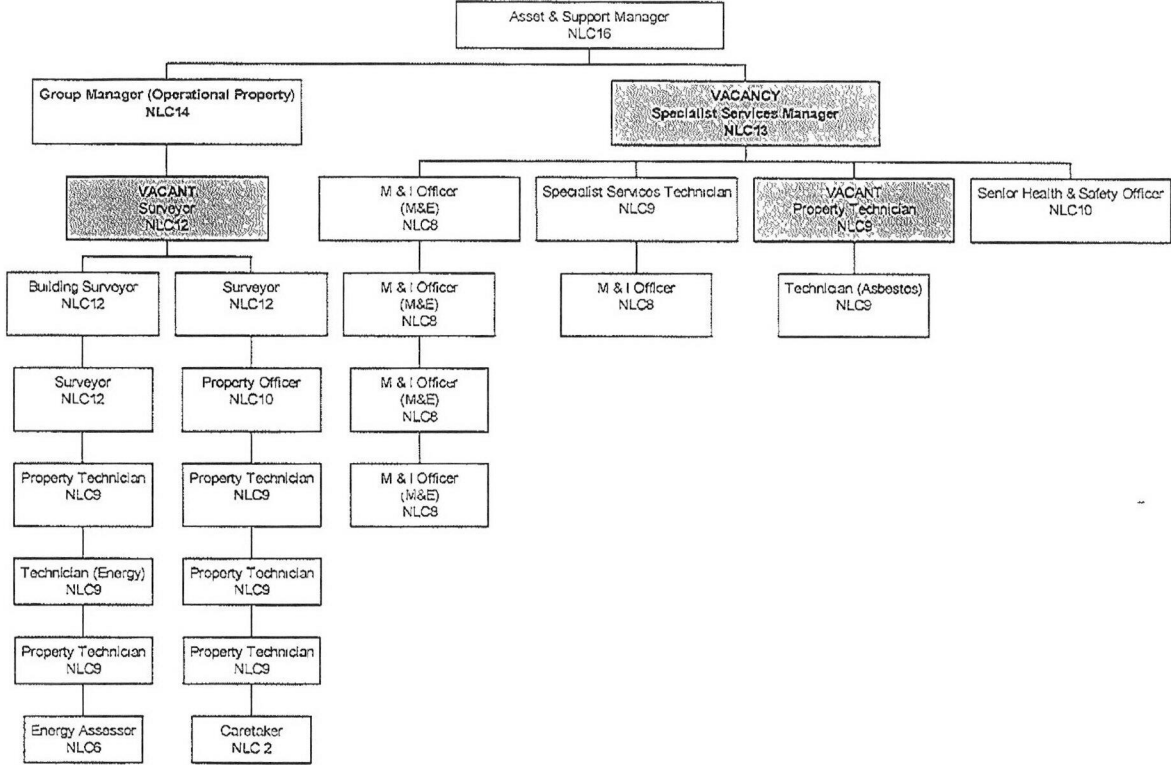 Asset & Support Manager
NLC16
Group Manager (Operational Property)
NLC14
VACANCY
Specialist Services Manager
NLC13
VACANT
Surveyor
NLC12
M & I Officer
(M&E)
NLC8
Specialist Services Technician
NLC9
VACANT
Property Technician
NLC9
Senior Health & Safety Officer
NLC10
Building Surveyor
NLC12
Surveyor
NLC12
M & I Officer
(M&E)
NLC8
M & I Officer
NLC8
Technician (Asbestos)
NLC9
Surveyor
NLC12
Property Officer
NLC10
M & I Officer
(M&E)
NLC8
Property Technician
NLC9
Property Technician
NLC9
M & I Officer
(M&E)
NLC8
Technician (Energy)
NLC9
Property Technician
NLC9
Property Technician
NLC9
Property Technician
NLC9
Energy Assessor
NLC6
Caretaker
NLC 2